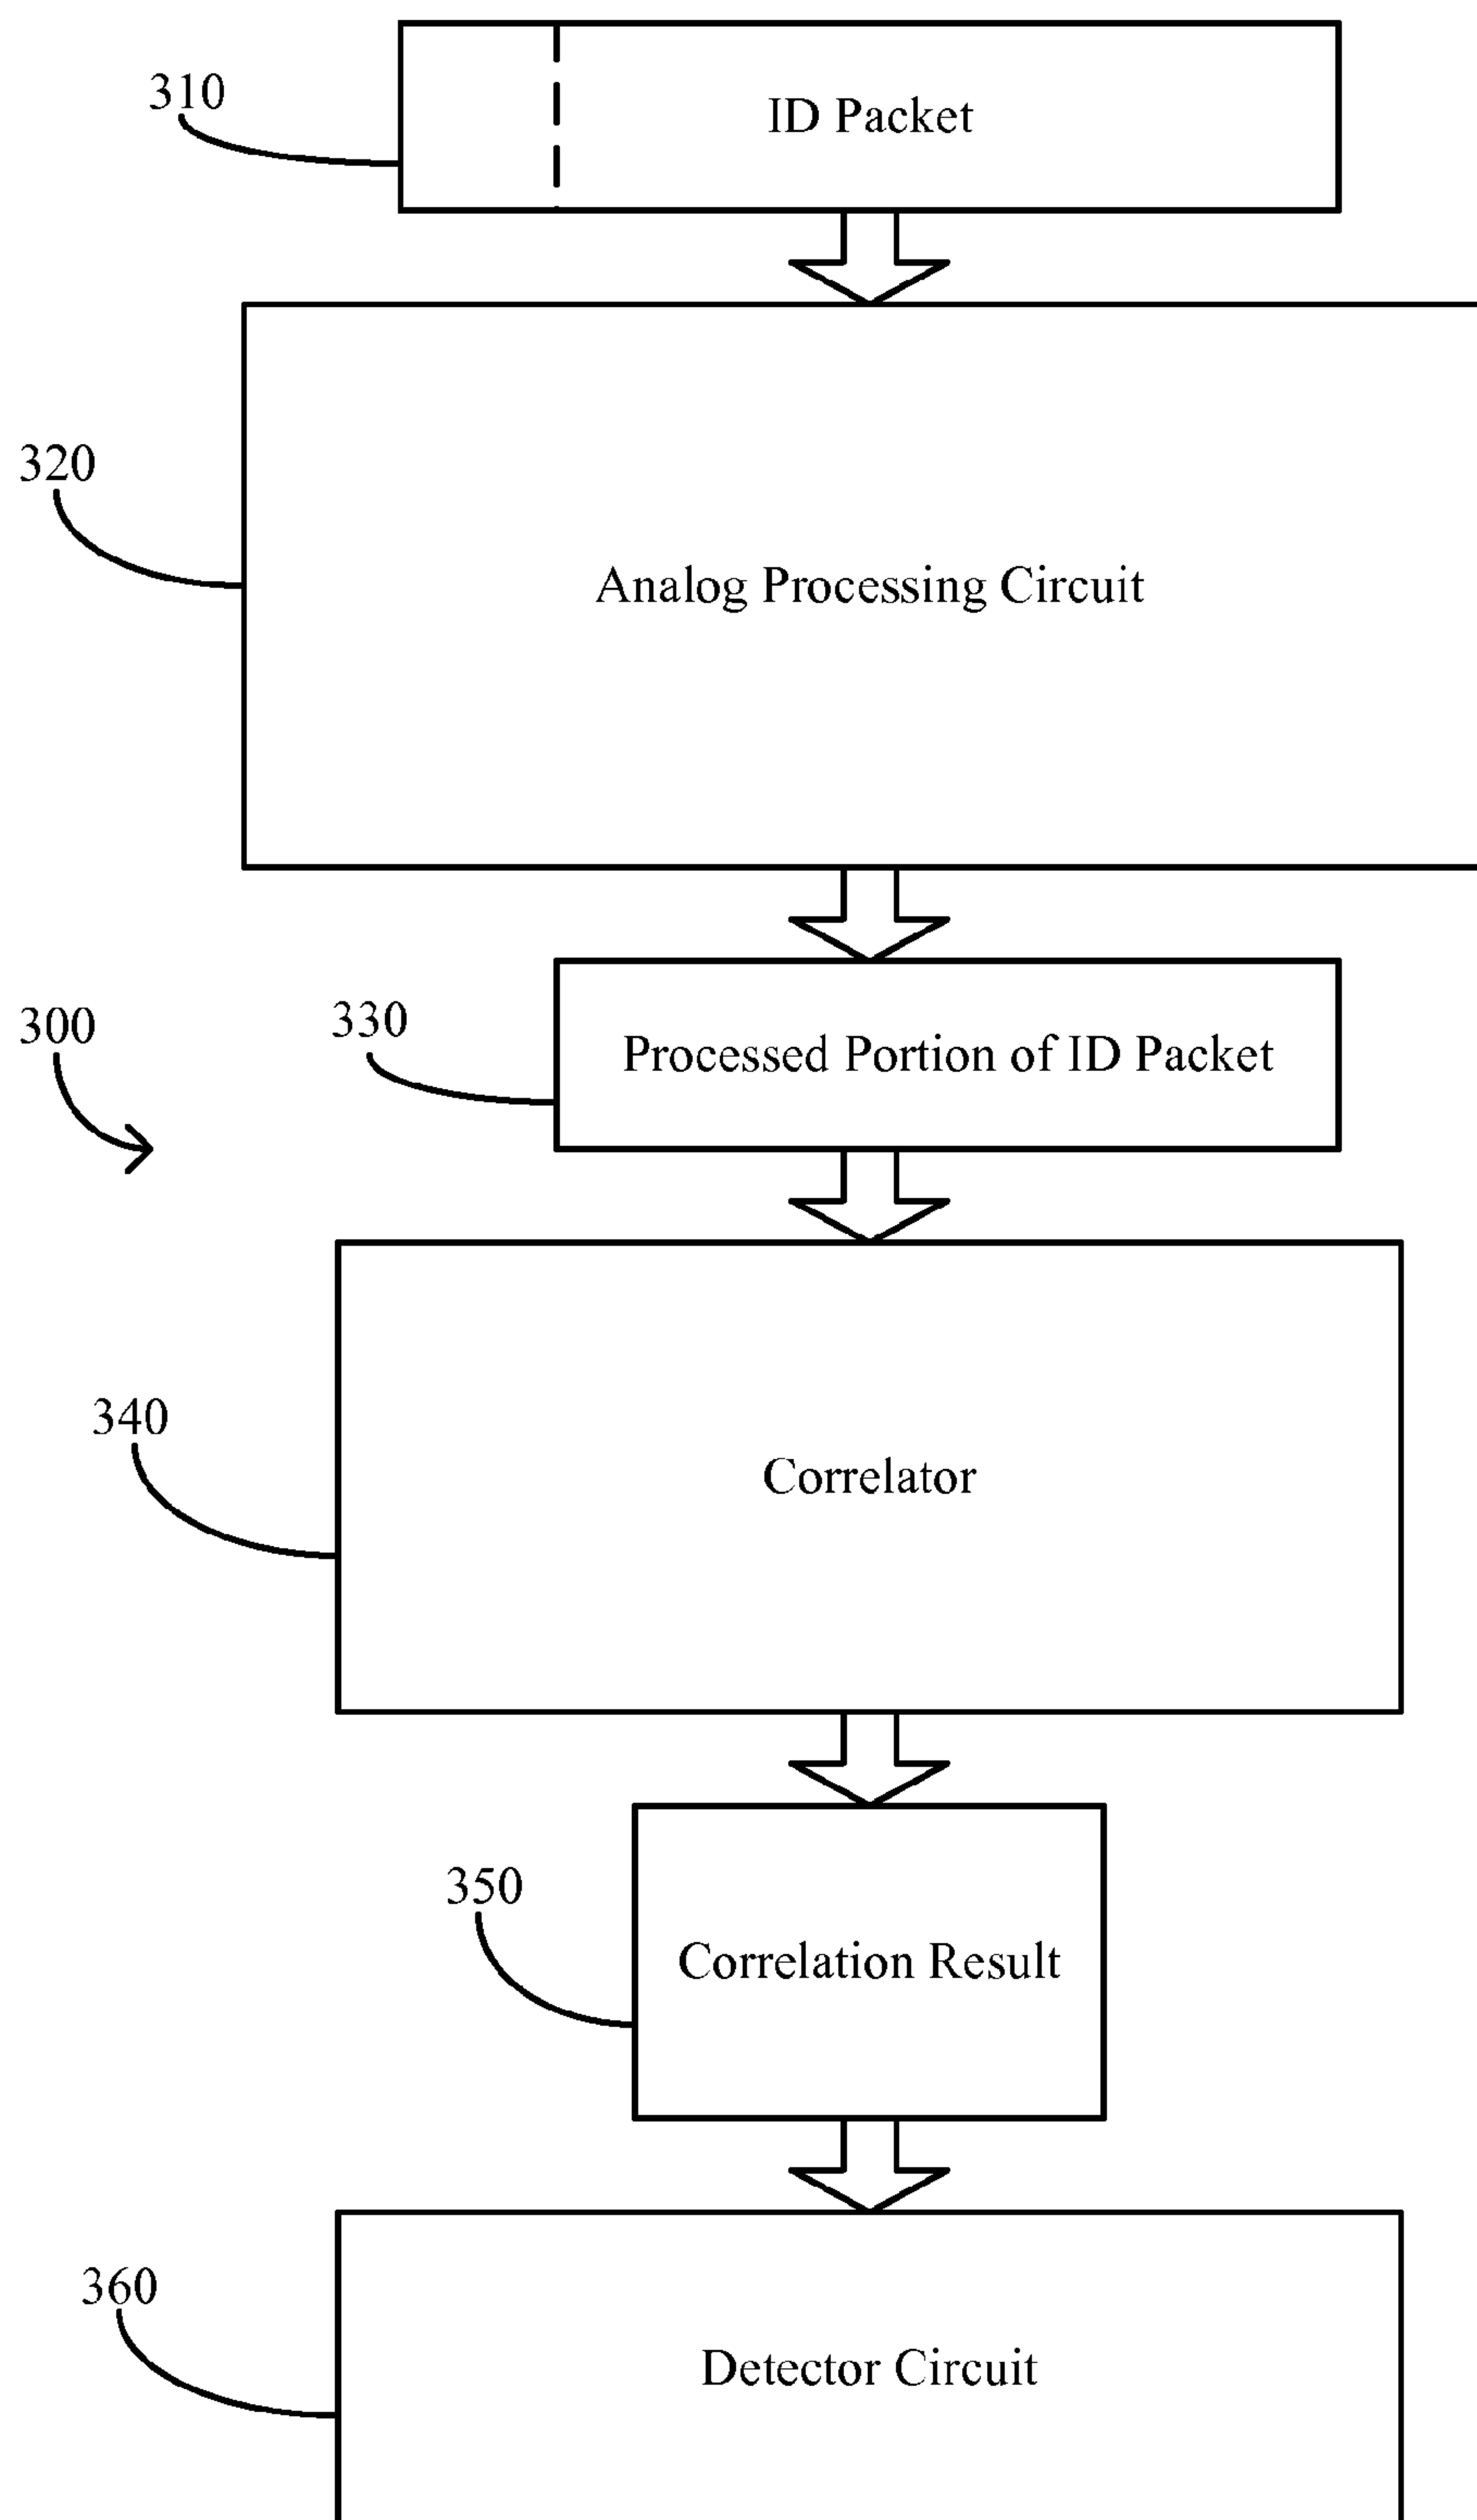 310
ID Packet
320
Analog Processing Circuit
300
330
Processed Portion of ID Packet
340
Correlator
350
Correlation Result
360
Detector Circuit